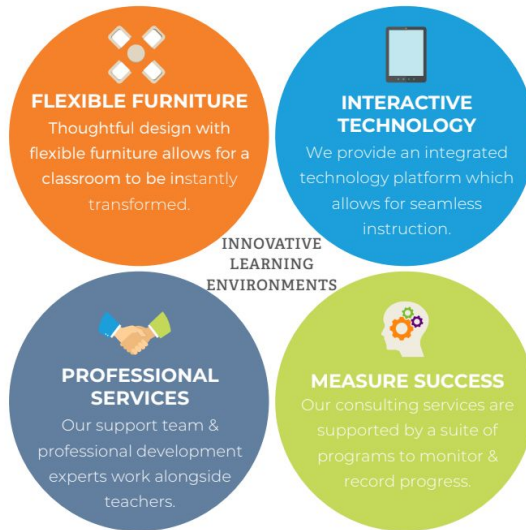 FLEXIBLE FURNITURE
Thoughtful design with
flexible furniture allows for a
classroom to be instantly
transformed.
INTERACTIVE
TECHNOLOGY
We provide an integrated
technology platform which
allows for seamless
instruction.
INNOVATIVE
LEARNING
ENVIRONMENTS
PROFESSIONAL
SERVICES
Our support team &
professional development
experts work alongside
teachers.
MEASURE SUCCESS
Our consulting services are
supported by a suite of
programs to monitor &
record progress.